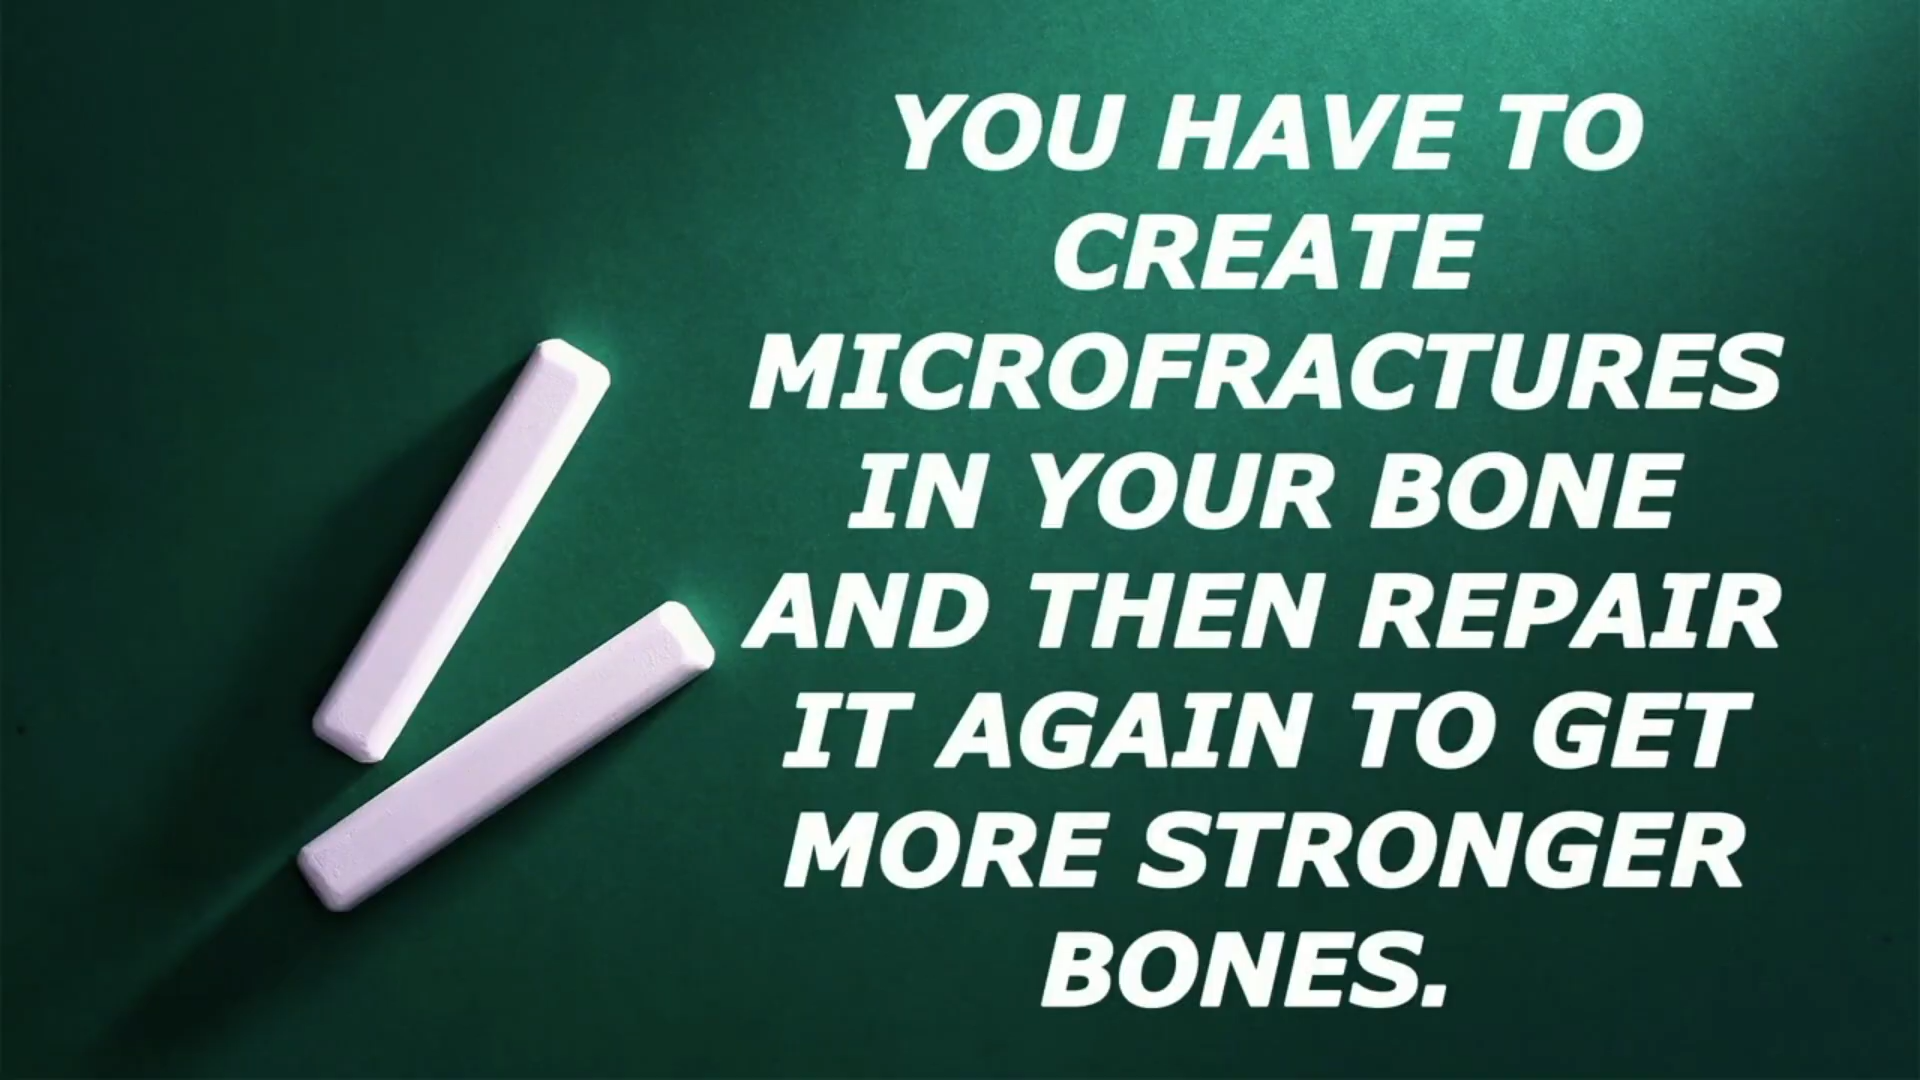 YOU HAVE TO
CREATE
MICROFRACTURES
IN YOUR BONE
AND THEN REPAIR
IT AGAIN TO GET
MORE STRONGER
BONES.